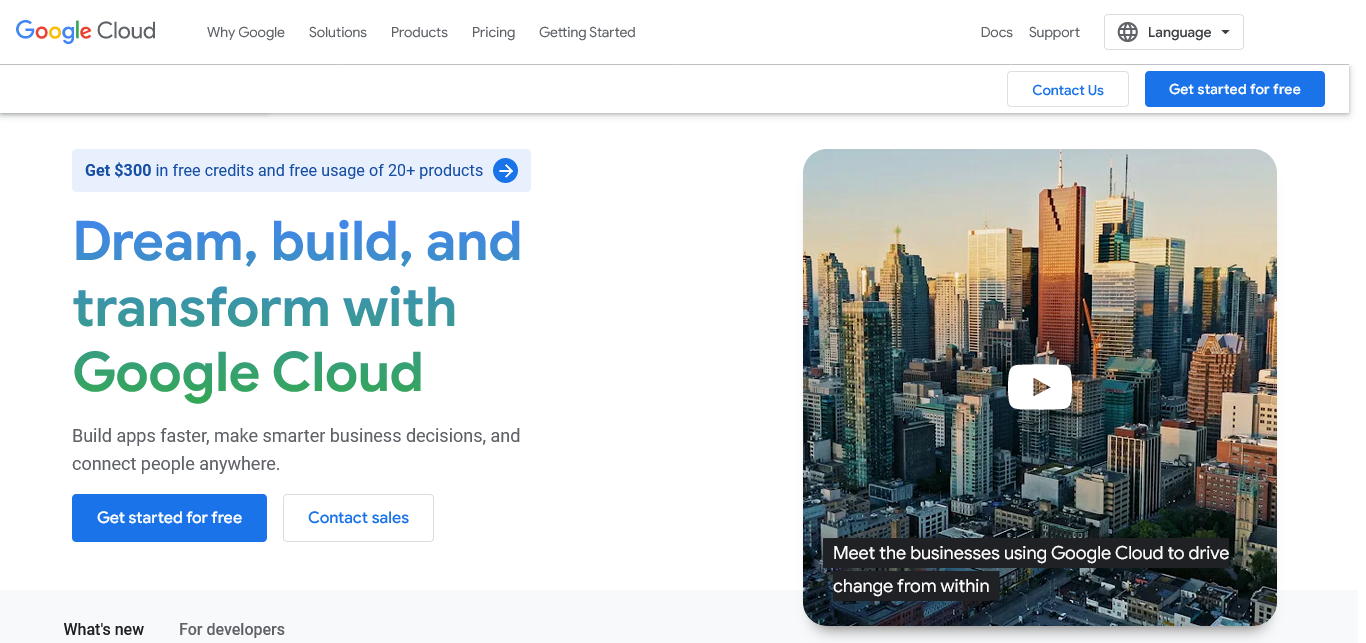 Google Cloud
Why Google
Solutions
Products
Pricing
Getting Started
Docs
Support
Language
Contact Us
Get started for free
Get $300 in free credits and free usage of 20+ products
Dream, build, and
transform with
Google Cloud
Build apps faster, make smarter business decisions, and
connect people anywhere.
Get started for free
Contact sales
Meet the businesses using Google Cloud to drive
change from within
What's new
For developers